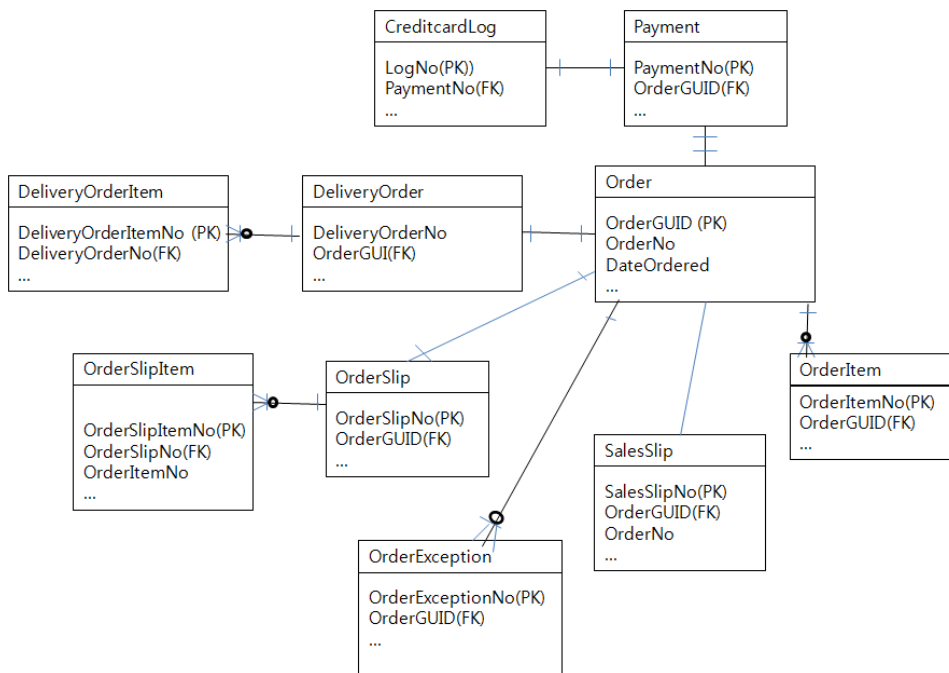 CreditcardLog
LogNo(PK))
PaymentNo(FK)
...
Payment
PaymentNo(PK)
OrderGUID(FK)
...
DeliveryOrderItem
DeliveryOrderItemNo (PK)
DeliveryOrderNo(FK)
...
DeliveryOrder
DeliveryOrderNo
OrderGUI(FK)
...
Order
OrderGUID (PK)
OrderNo
DateOrdered
...
OrderSlipItem
OrderSlipItemNo(PK)
OrderSlipNo(FK)
OrderItemNo
...
OrderSlip
OrderSlipNo(PK)
OrderGUID(FK)
...
OrderItem
OrderItemNo(PK)
OrderGUID(FK)
...
SalesSlip
SalesSlipNo(PK)
OrderGUID(FK)
OrderNo
...
OrderException
OrderExceptionNo(PK)
OrderGUID(FK)
...